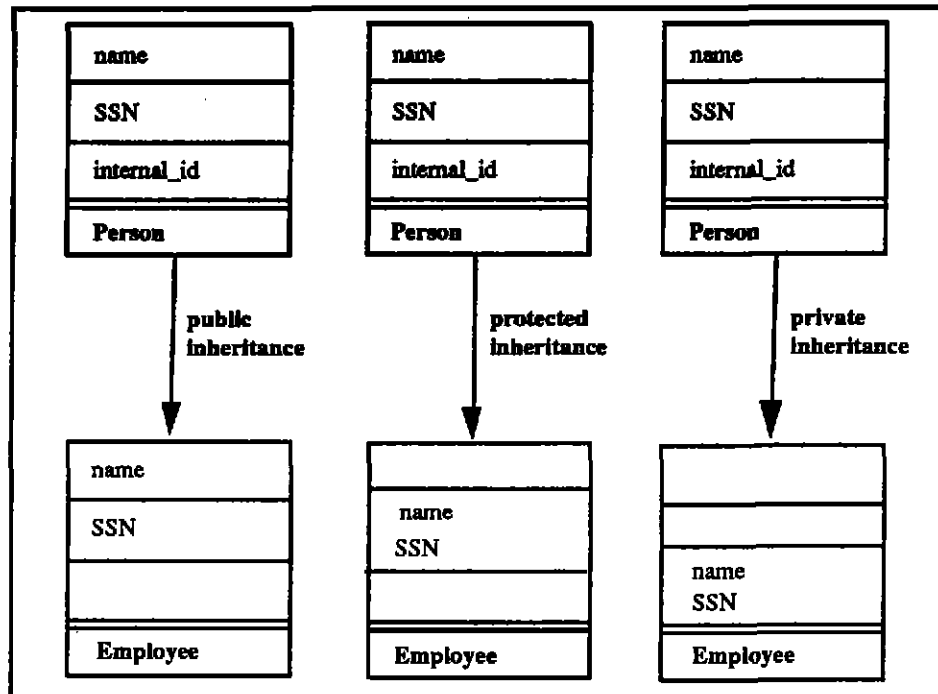 name
SSN
internal_id
Person
public
inheritance
name
SSN
Employee
name
SSN
internal_id
Person
protected
inheritance
name
SSN
Employee
name
SSN
internal_id
Person
private
inheritance
name
SSN
Employee